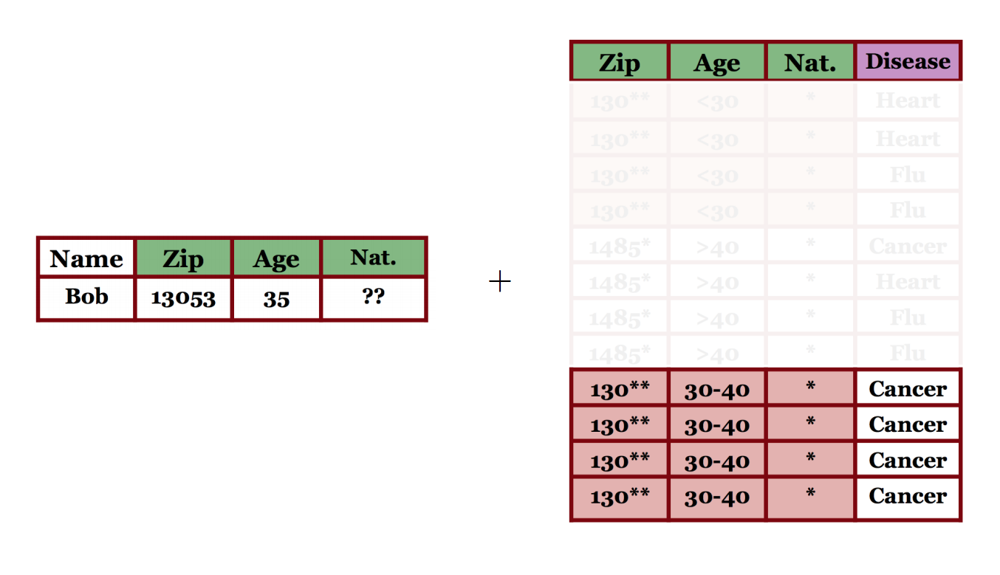 Name Zip Age Nat.
Bob 13053 35 ??
+
Zip Age Nat. Disease
130** <30 * Heart
130** <30 * Heart
130** <30 * Flu
130** <30 * Flu
1485* >40 * Cancer
1485* >40 * Heart
1485* >40 * Flu
1485* >40 * Flu
130** 30-40 * Cancer
130** 30-40 * Cancer
130** 30-40 * Cancer
130** 30-40 * Cancer